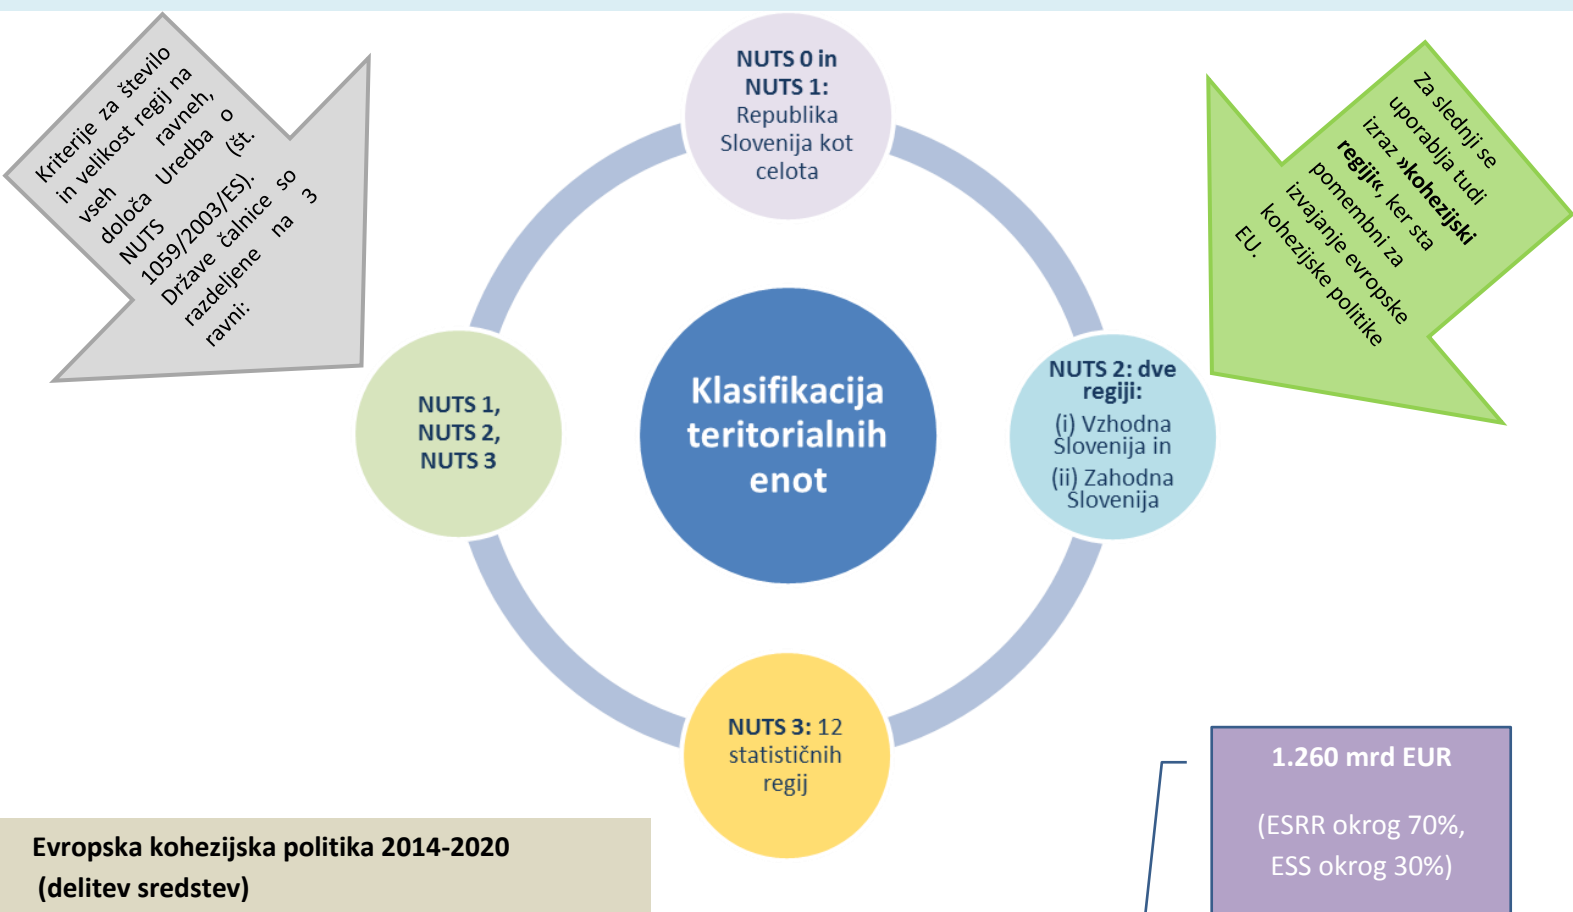 Kriterije za število
in velikost regij na
vseh ravneh,
določa Uredba o
NUTS (št.
1059/2003/ES).
Države čalnice so
razdeljene na 3
ravni:
NUTS 0 in
NUTS 1:
Republika
Slovenija kot
celota
Za slednji se
uporablja tudi
izraz »kohezijski
regiji«, ker sta
pomembni za
izvajanje evropske
kohezijske politike
EU.
NUTS 1,
NUTS 2,
NUTS 3
Klasifikacija
teritorialnih
enot
NUTS 2: dve
regiji:
(i) Vzhodna
Slovenija in
(ii) Zahodna
Slovenija
NUTS 3: 12
statističnih
regij
1.260 mrd EUR
(ESRR okrog 70%,
ESS okrog 30%)
Evropska kohezijska politika 2014-2020
(delitev sredstev)